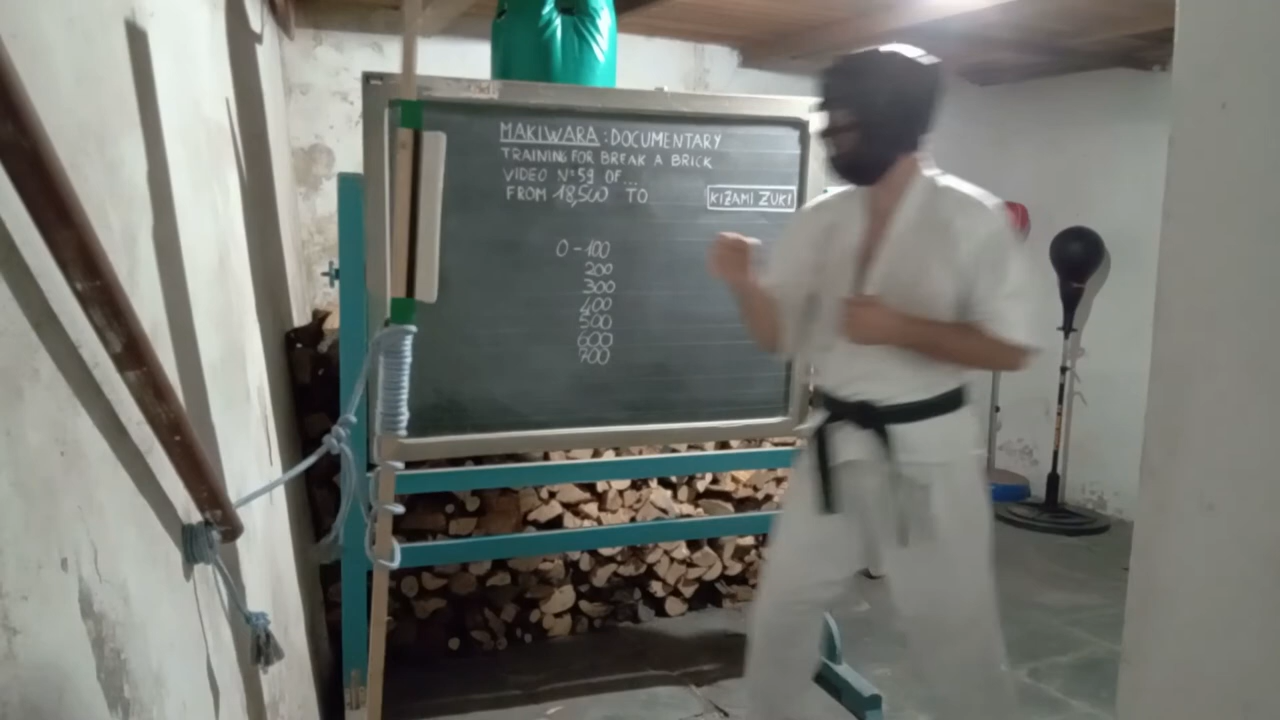 MAKIWARA: DOCUMENTARY
TRAINING FOR BREAK A BRICK
VIDEO N°59 OF...
FROM 18,500 TO
KIZAMI ZUKI
0-100
200
300
400
500
600
700